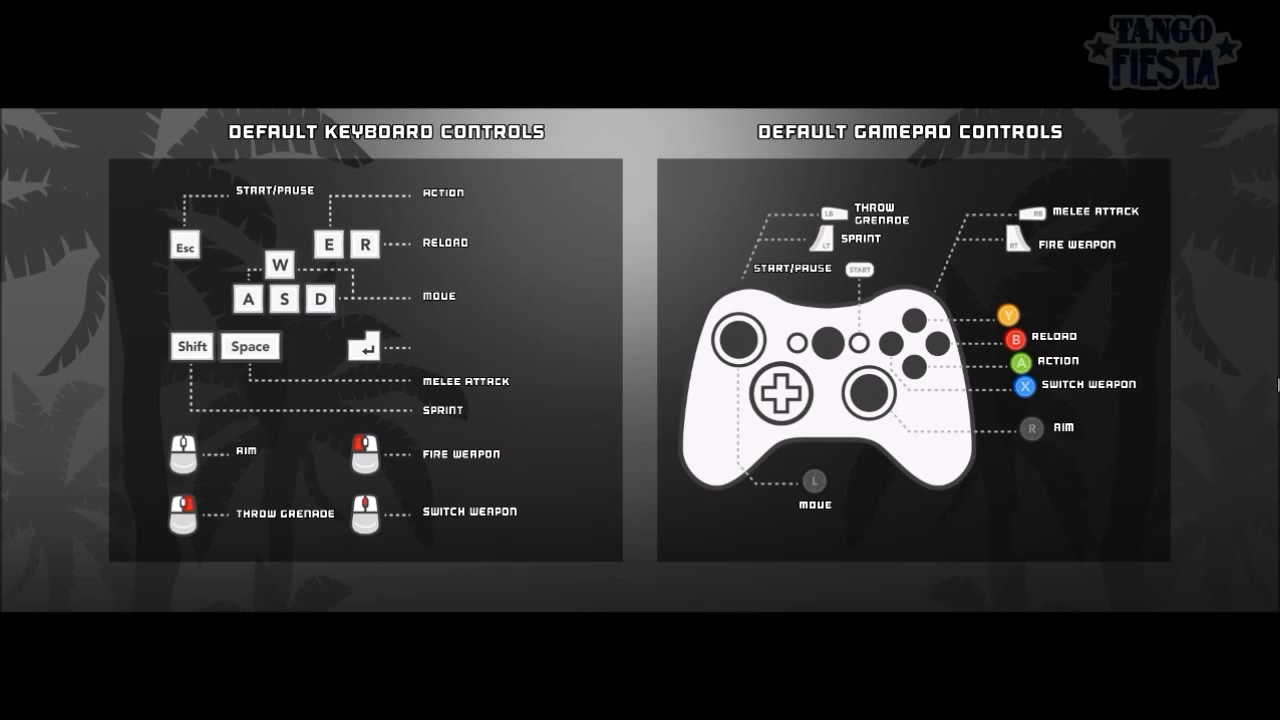 TANGO
FIESTA
DEFAULT KEYBOARD CONTROLS
START/PAUSE
ACTION
Esc
E
R
RELOAD
W
A
S
D
MOVE
Shift
Space
MELEE ATTACK
SPRINT
AIM
FIRE WEAPON
THROW GRENADE
SWITCH WEAPON
DEFAULT GAMEPAD CONTROLS
LB
THROW
GRENADE
LT
SPRINT
START/PAUSE
START
RB
MELEE ATTACK
RT
FIRE WEAPON
Y
B
RELOAD
A
ACTION
X
SWITCH WEAPON
R
AIM
L
MOVE